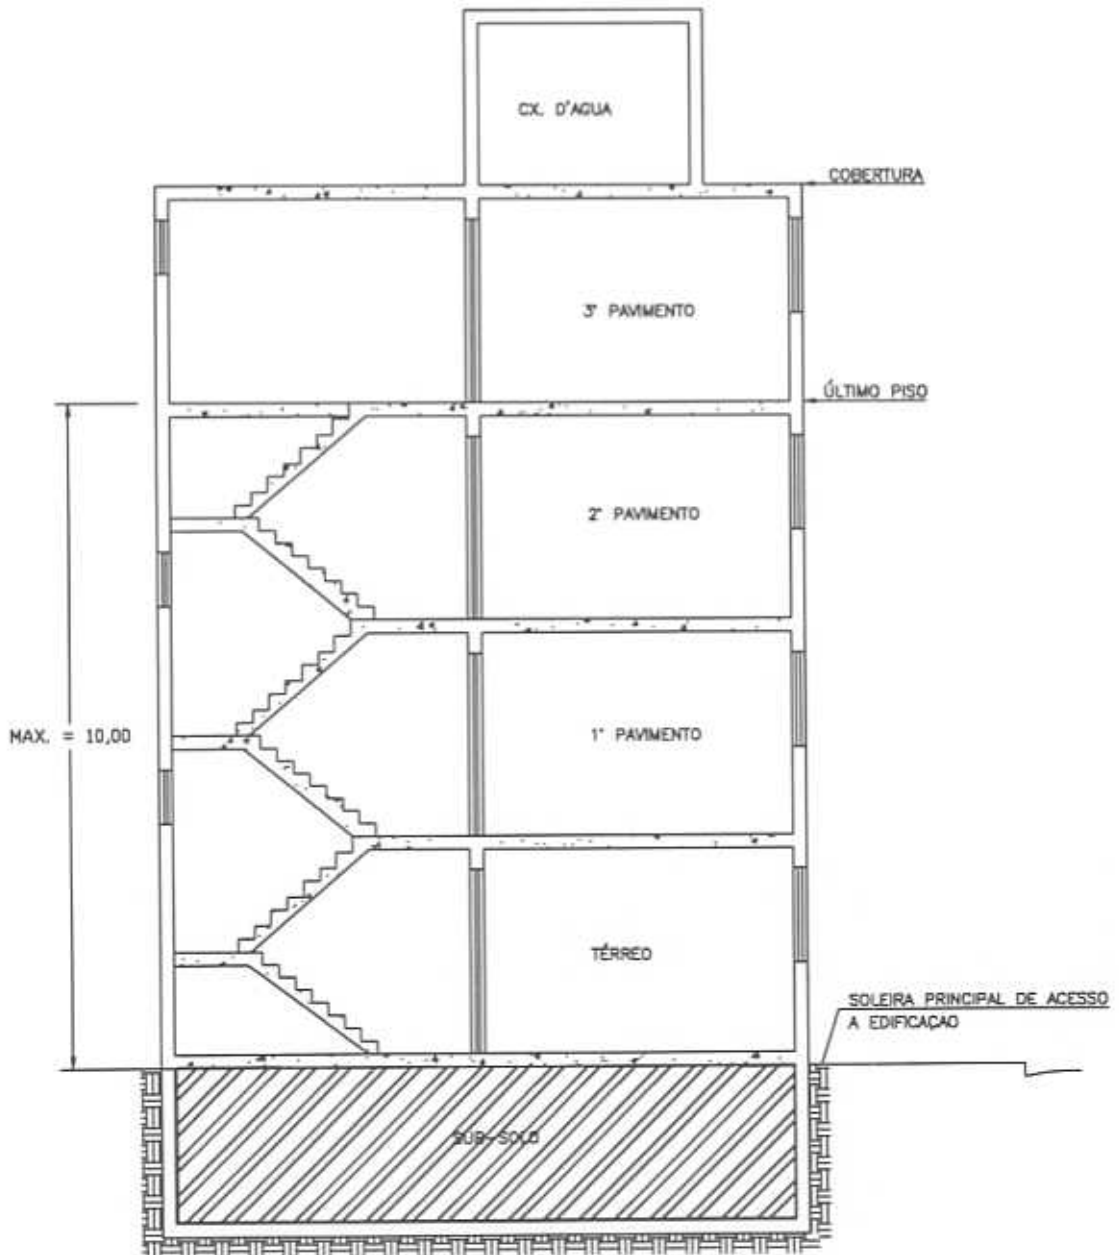 CX. D'AGUA
COBERTURA
3° PAVIMENTO
ÚLTIMO PISO
2° PAVIMENTO
MAX. = 10,00
1° PAVIMENTO
TÉRREO
SOLEIRA PRINCIPAL DE ACESSO
A EDIFICAÇAO
SUB-SOLO